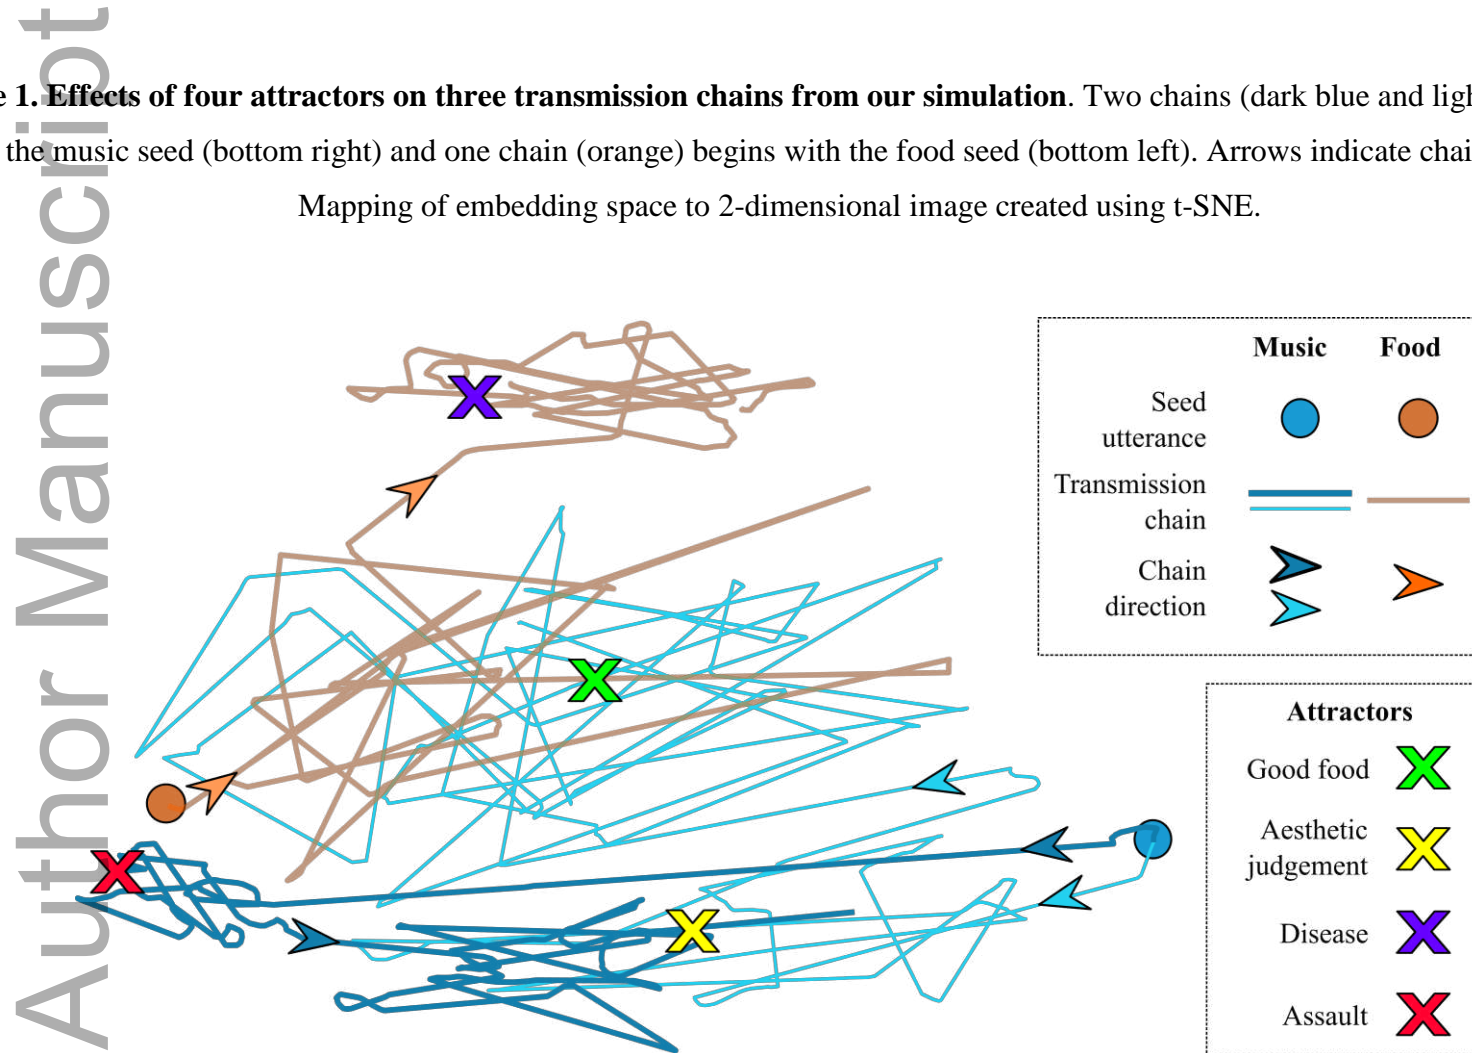 e 1. Effects of four attractors on three transmission chains from our simulation. Two chains (dark blue and ligh
the music seed (bottom right) and one chain (orange) begins with the food seed (bottom left). Arrows indicate chai
Mapping of embedding space to 2-dimensional image created using t-SNE.
Author Manuscript
Music Food
Seed
utterance
Transmission
chain
Chain
direction
Attractors
Good food
Aesthetic
judgement
Disease
Assault